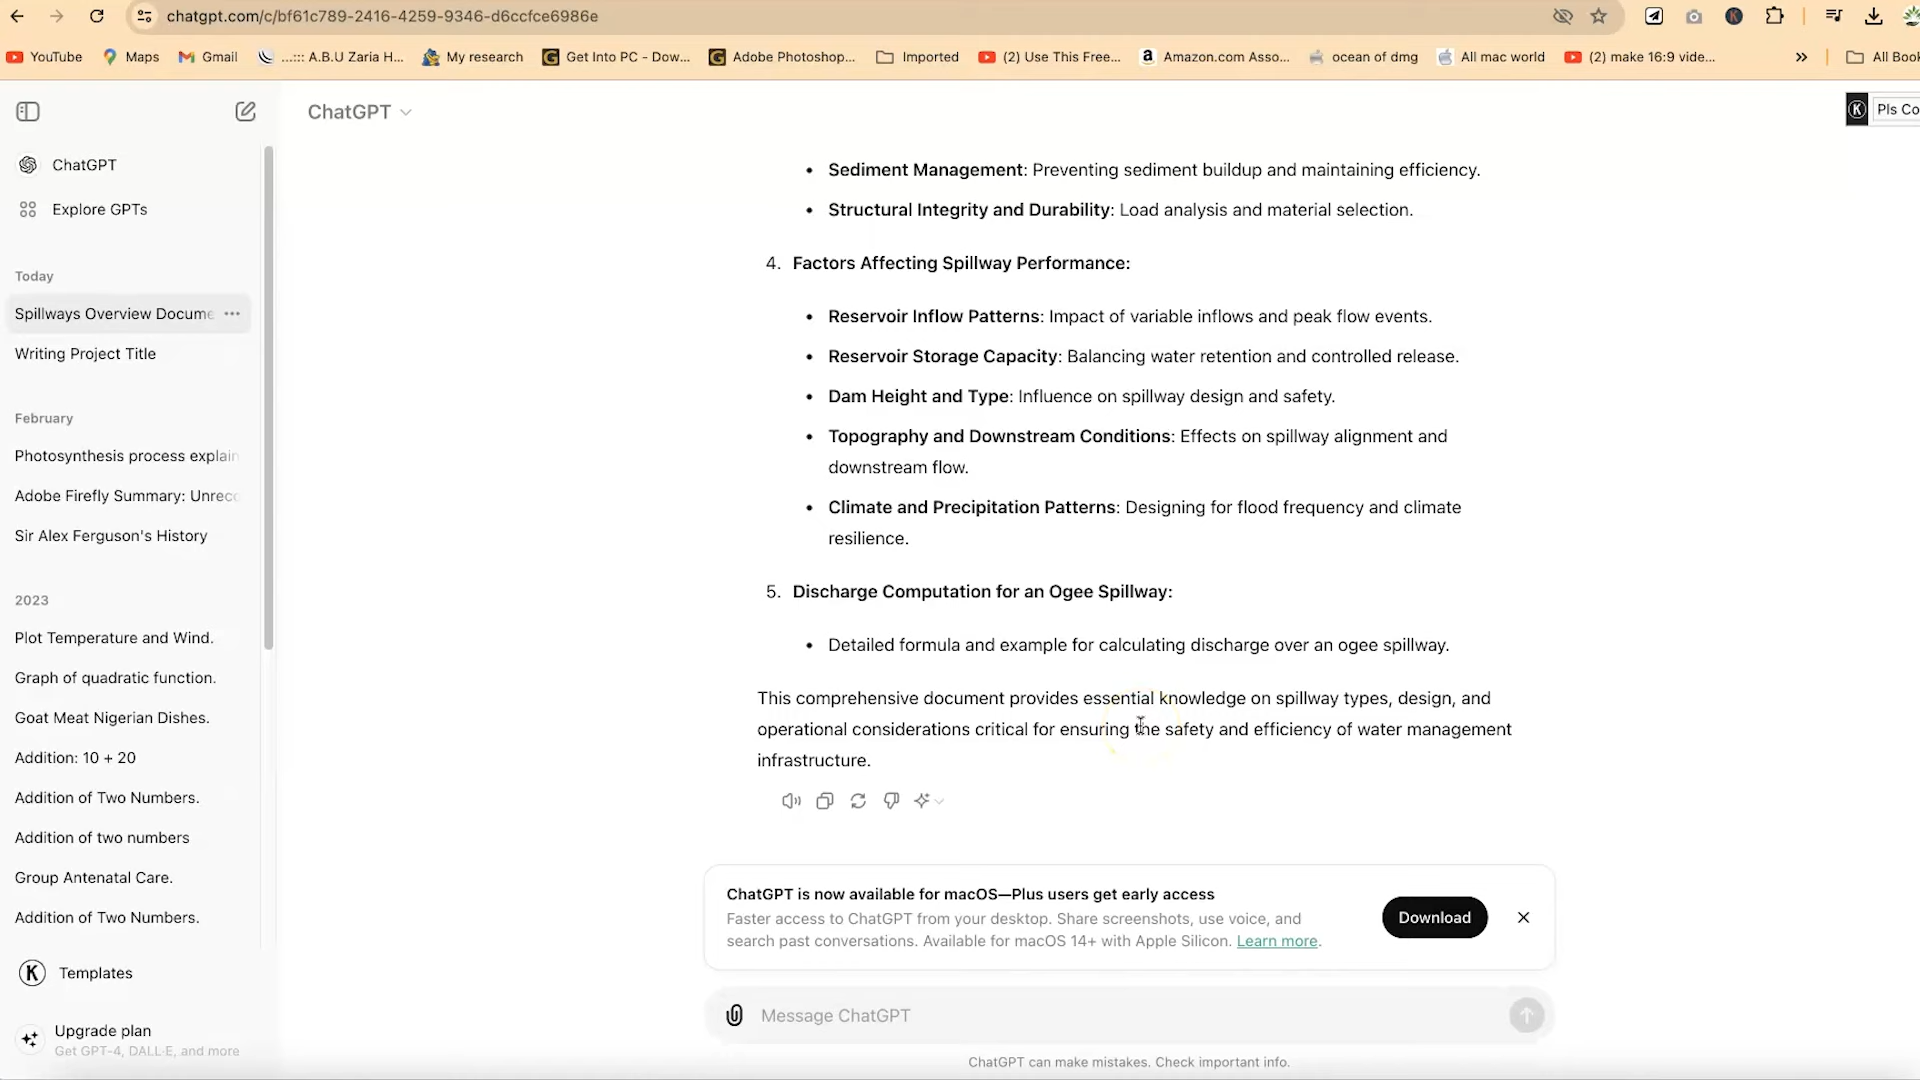 chatgpt.com/c/bf61c789-2416-4259-9346-d6ccfce6986e
YouTube
Maps
Gmail
...::: A.B.U Zaria H...
My research
Get Into PC - Dow...
Adobe Photoshop...
Imported
(2) Use This Free...
Amazon.com Asso...
ocean of dmg
All mac world
(2) make 16:9 vide...
»
All Book
ChatGPT
Pls Co
ChatGPT
Explore GPTs
Today
Spillways Overview Docume
Writing Project Title
February
Photosynthesis process explain
Adobe Firefly Summary: Unreco
Sir Alex Ferguson's History
2023
Plot Temperature and Wind.
Graph of quadratic function.
Goat Meat Nigerian Dishes.
Addition: 10 + 20
Addition of Two Numbers.
Addition of two numbers
Group Antenatal Care.
Addition of Two Numbers.
Templates
Upgrade plan
Get GPT-4, DALL·E, and more
• Sediment Management: Preventing sediment buildup and maintaining efficiency.
• Structural Integrity and Durability: Load analysis and material selection.
4. Factors Affecting Spillway Performance:
• Reservoir Inflow Patterns: Impact of variable inflows and peak flow events.
• Reservoir Storage Capacity: Balancing water retention and controlled release.
• Dam Height and Type: Influence on spillway design and safety.
• Topography and Downstream Conditions: Effects on spillway alignment and
downstream flow.
• Climate and Precipitation Patterns: Designing for flood frequency and climate
resilience.
5. Discharge Computation for an Ogee Spillway:
• Detailed formula and example for calculating discharge over an ogee spillway.
This comprehensive document provides essential knowledge on spillway types, design, and
operational considerations critical for ensuring the safety and efficiency of water management
infrastructure.
ChatGPT is now available for macOS—Plus users get early access
Faster access to ChatGPT from your desktop. Share screenshots, use voice, and
search past conversations. Available for macOS 14+ with Apple Silicon. Learn more.
Download
Message ChatGPT
ChatGPT can make mistakes. Check important info.